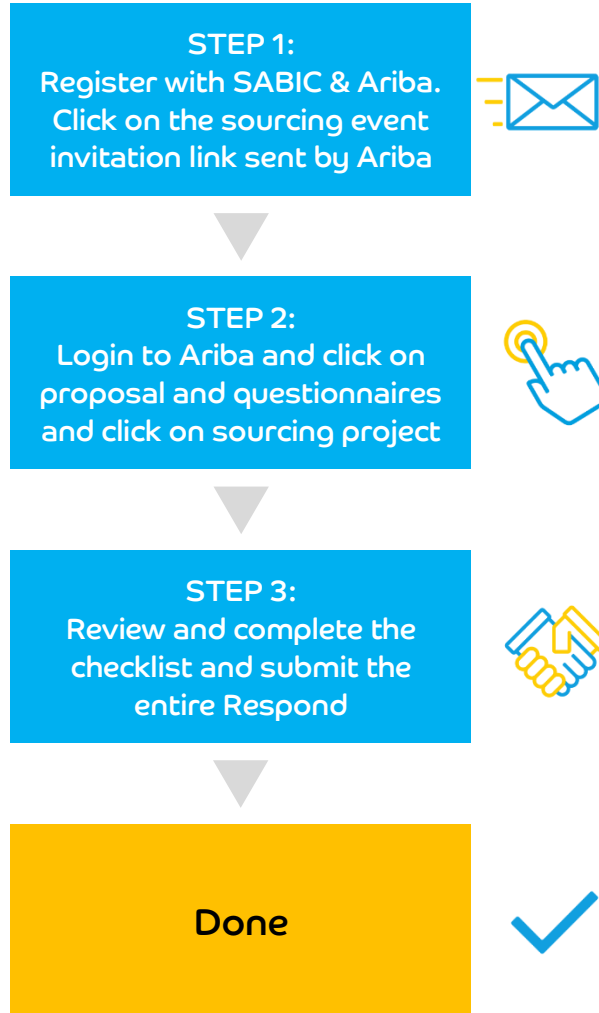 STEP 1:
Register with SABIC & Ariba.
Click on the sourcing event
invitation link sent by Ariba
STEP 2:
Login to Ariba and click on
proposal and questionnaires
and click on sourcing project
STEP 3:
Review and complete the
checklist and submit the
entire Respond
Done